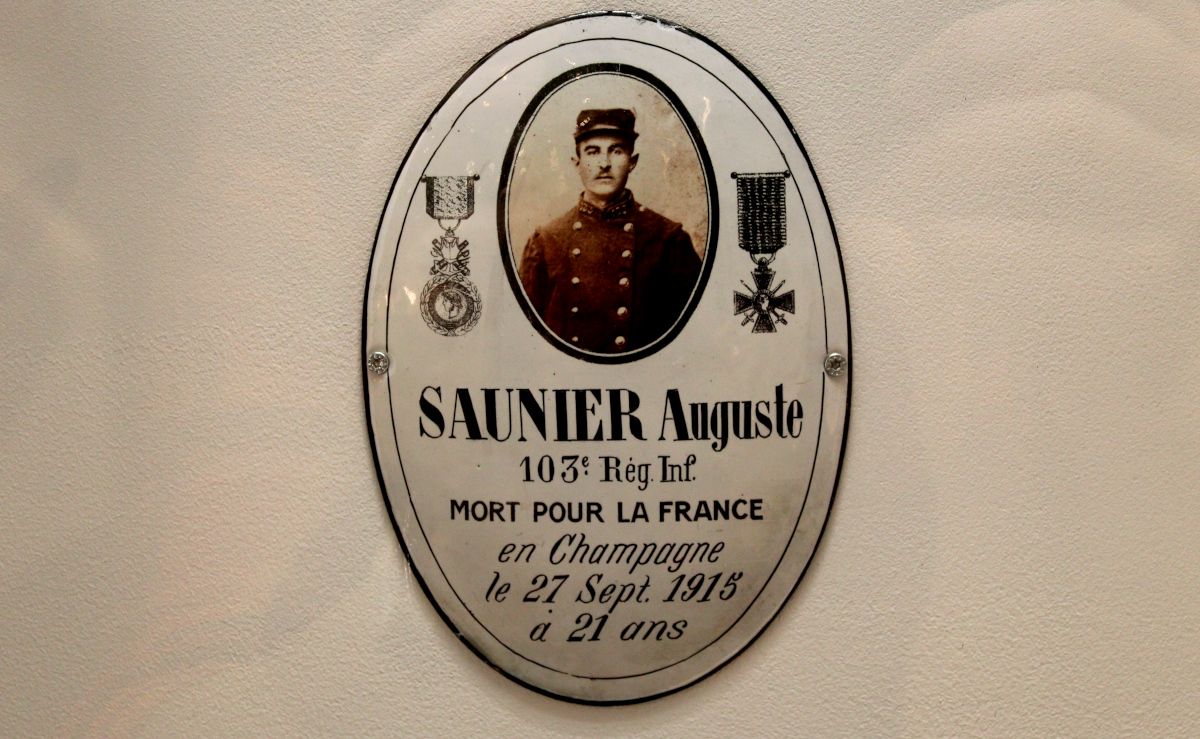 SAUNIER Auguste
103e Rég. Inf.
MORT POUR LA FRANCE
en Champagne
le 27 Sept. 1915
à 21 ans